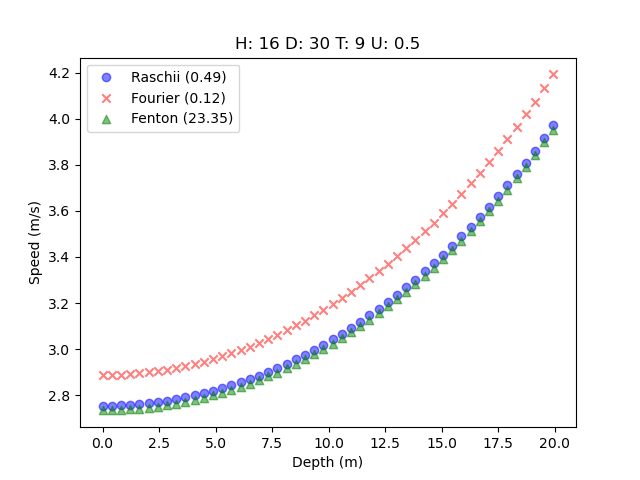 H: 16 D: 30 T: 9 U: 0.5
Raschii (0.49)
Fourier (0.12)
Fenton (23.35)
Speed (m/s)
4.2
4.0
3.8
3.6
3.4
3.2
3.0
2.8
0.0 2.5 5.0 7.5 10.0 12.5 15.0 17.5 20.0
Depth (m)